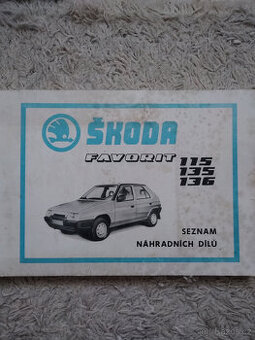 ŠKODA
FAVORIT 115
135
136
SEZNAM
NÁHRADNÍCH DÍLŮ